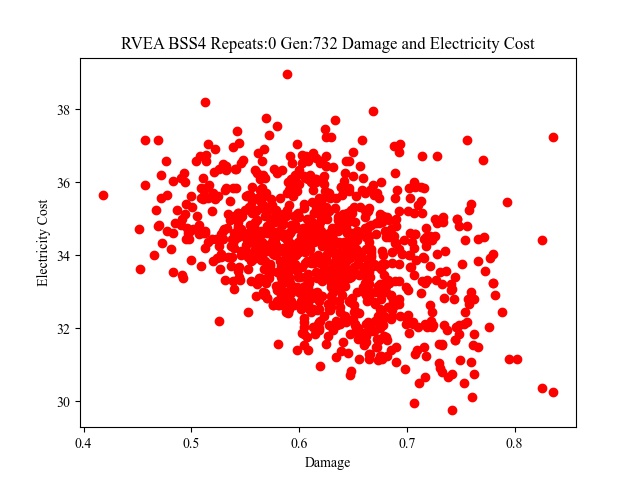 RVEA BSS4 Repeats:0 Gen:732 Damage and Electricity Cost
38
36
34
32
30
Electricity Cost
0.4 0.5 0.6 0.7 0.8
Damage